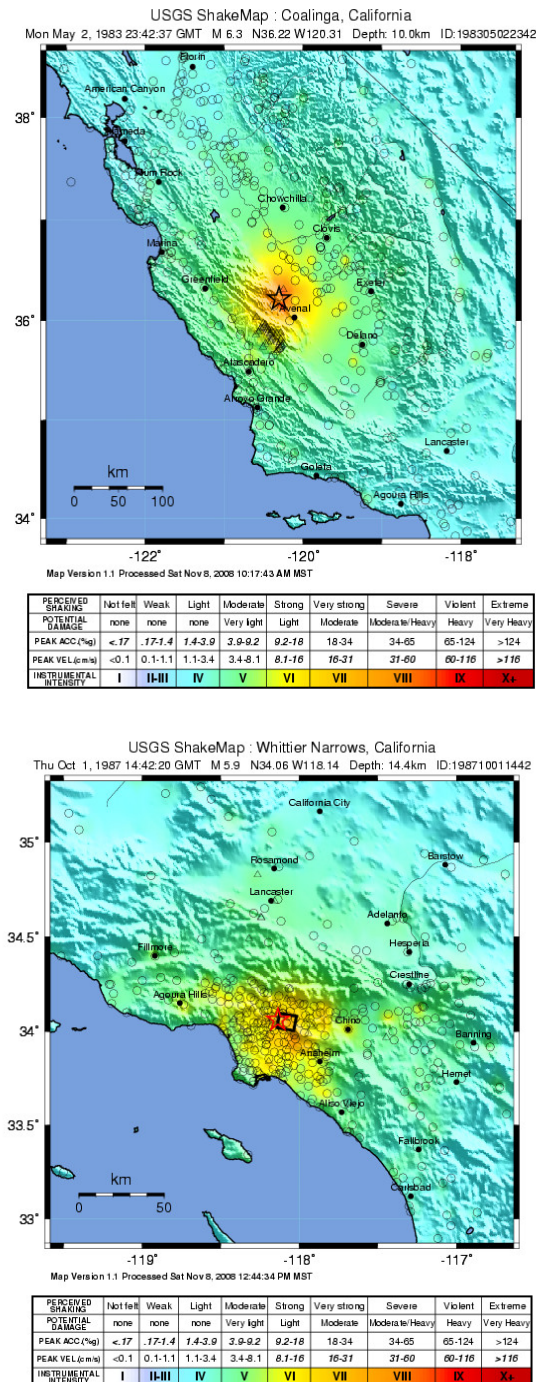 USGS ShakeMap : Coalinga, California
Mon May 2, 1983 23:42:37 GMT M 6.3 N36.22 W120.31 Depth: 10.0km ID:198305022342
Florin
American Canyon
38°
Alameda
Alum Rock
Chowchilla
Clovis
Marina
Greenfield
Exeter
Avenal
36°
Delano
Atascadero
Arroyo Grande
Lancaster
km
Goleta
0 50 100
Agoura Hills
34°
-122° -120° -118°
Map Version 1.1 Processed Sat Nov 8, 2008 10:17:43 AM MST
PERCEIVED SHAKING Not felt Weak Light Moderate Strong Very strong Severe Violent Extreme
POTENTIAL DAMAGE none none none Very light Light Moderate Moderate/Heavy Heavy Very Heavy
PEAK ACC.(%g) <.17 .17-1.4 1.4-3.9 3.9-9.2 9.2-18 18-34 34-65 65-124 >124
PEAK VEL.(cm/s) <0.1 0.1-1.1 1.1-3.4 3.4-8.1 8.1-16 16-31 31-60 60-116 >116
INSTRUMENTAL INTENSITY I II-III IV V VI VII VIII IX X+
USGS ShakeMap : Whittier Narrows, California
Thu Oct 1, 1987 14:42:20 GMT M 5.9 N34.06 W118.14 Depth: 14.4km ID:198710011442
California City
35°
Rosamond
Barstow
Lancaster
Adelanto
34.5°
Hesperia
Fillmore
Crestline
Agoura Hills
34°
Chino
Banning
Anaheim
Hemet
Aliso Viejo
33.5°
Fallbrook
km
Carlsbad
0 50
33°
-119° -118° -117°
Map Version 1.1 Processed Sat Nov 8, 2008 12:44:34 PM MST
PERCEIVED SHAKING Not felt Weak Light Moderate Strong Very strong Severe Violent Extreme
POTENTIAL DAMAGE none none none Very light Light Moderate Moderate/Heavy Heavy Very Heavy
PEAK ACC.(%g) <.17 .17-1.4 1.4-3.9 3.9-9.2 9.2-18 18-34 34-65 65-124 >124
PEAK VEL.(cm/s) <0.1 0.1-1.1 1.1-3.4 3.4-8.1 8.1-16 16-31 31-60 60-116 >116
INSTRUMENTAL INTENSITY I II-III IV V VI VII VIII IX X+